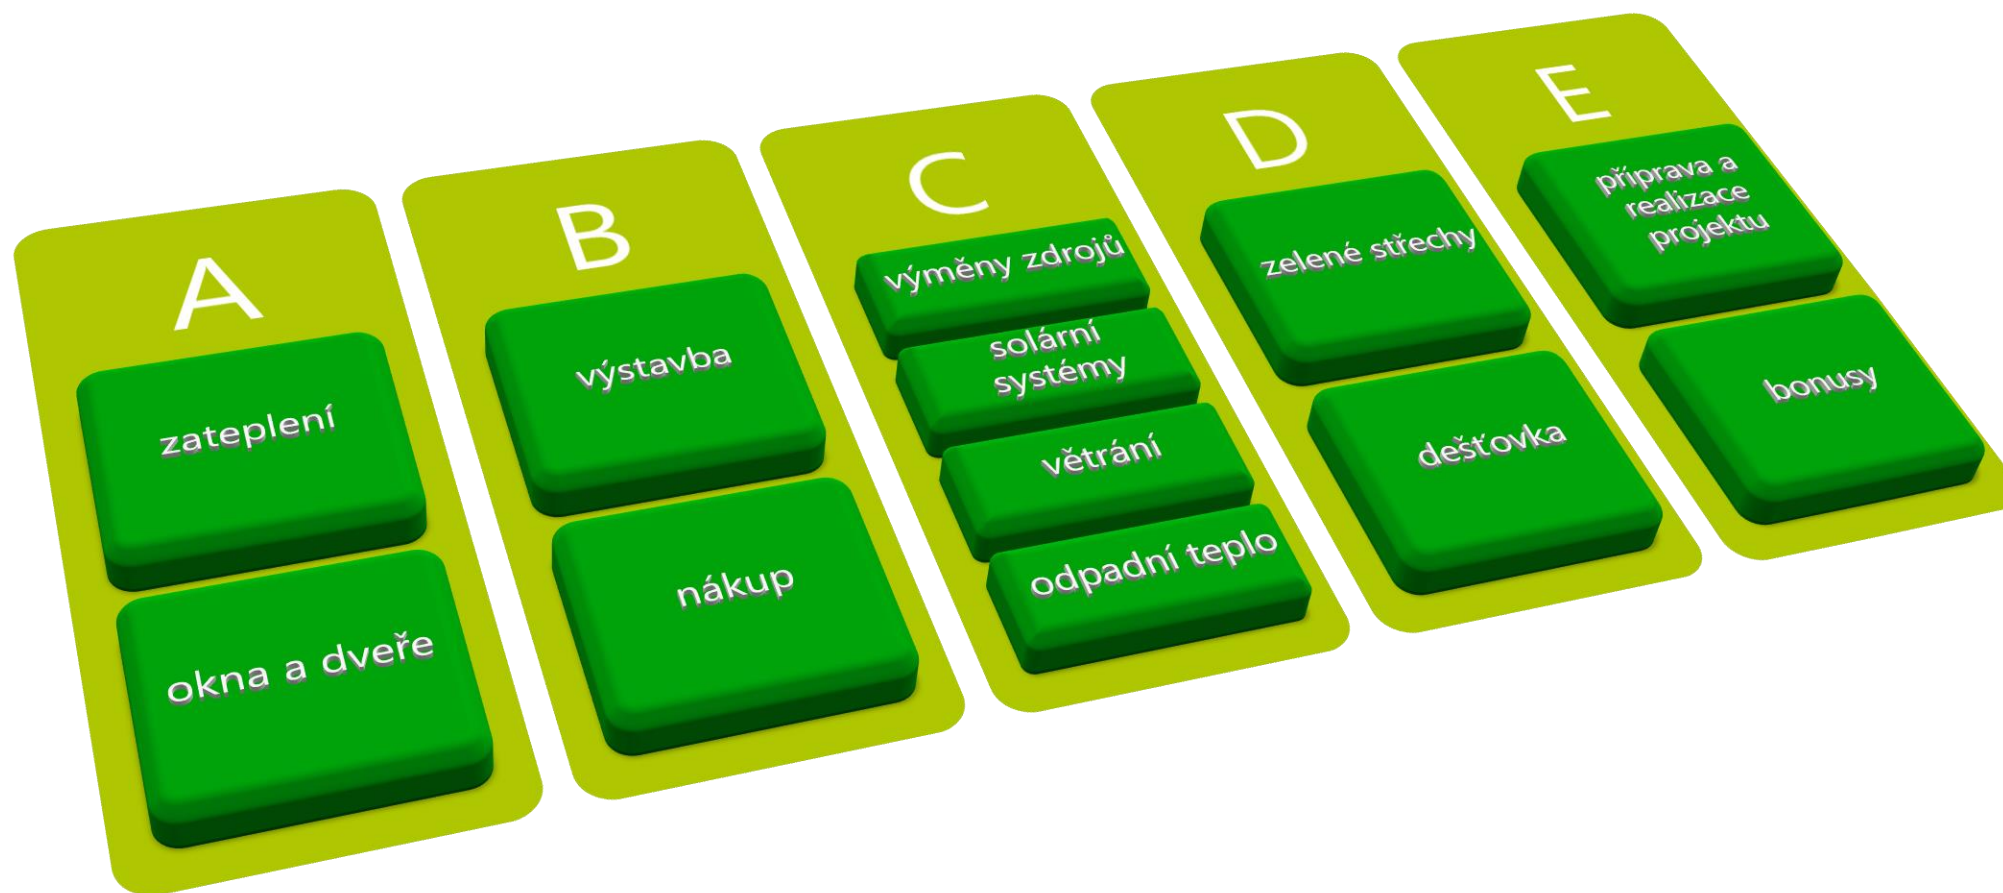 A
zateplení
okna a dveře
B
výstavba
nákup
C
výměny zdrojů
solární
systémy
větrání
odpadní teplo
D
zelené střechy
dešťovka
E
příprava a
realizace
projektu
bonusy